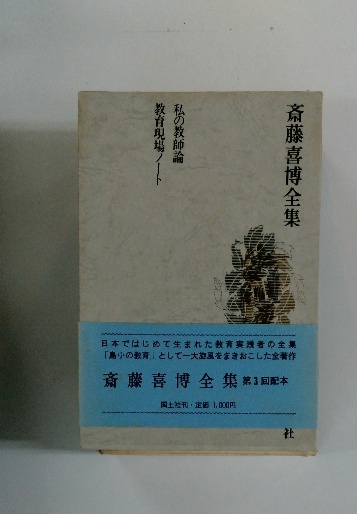 斎藤喜博全集
私の教師論
教育現場ノート
日本ではじめて生まれた教育実践者の全集
「島小の教育」として一大旋風をまきおこした全著作
斎藤喜博全集 第3回配本
国土社刊・定価 1,000円
社